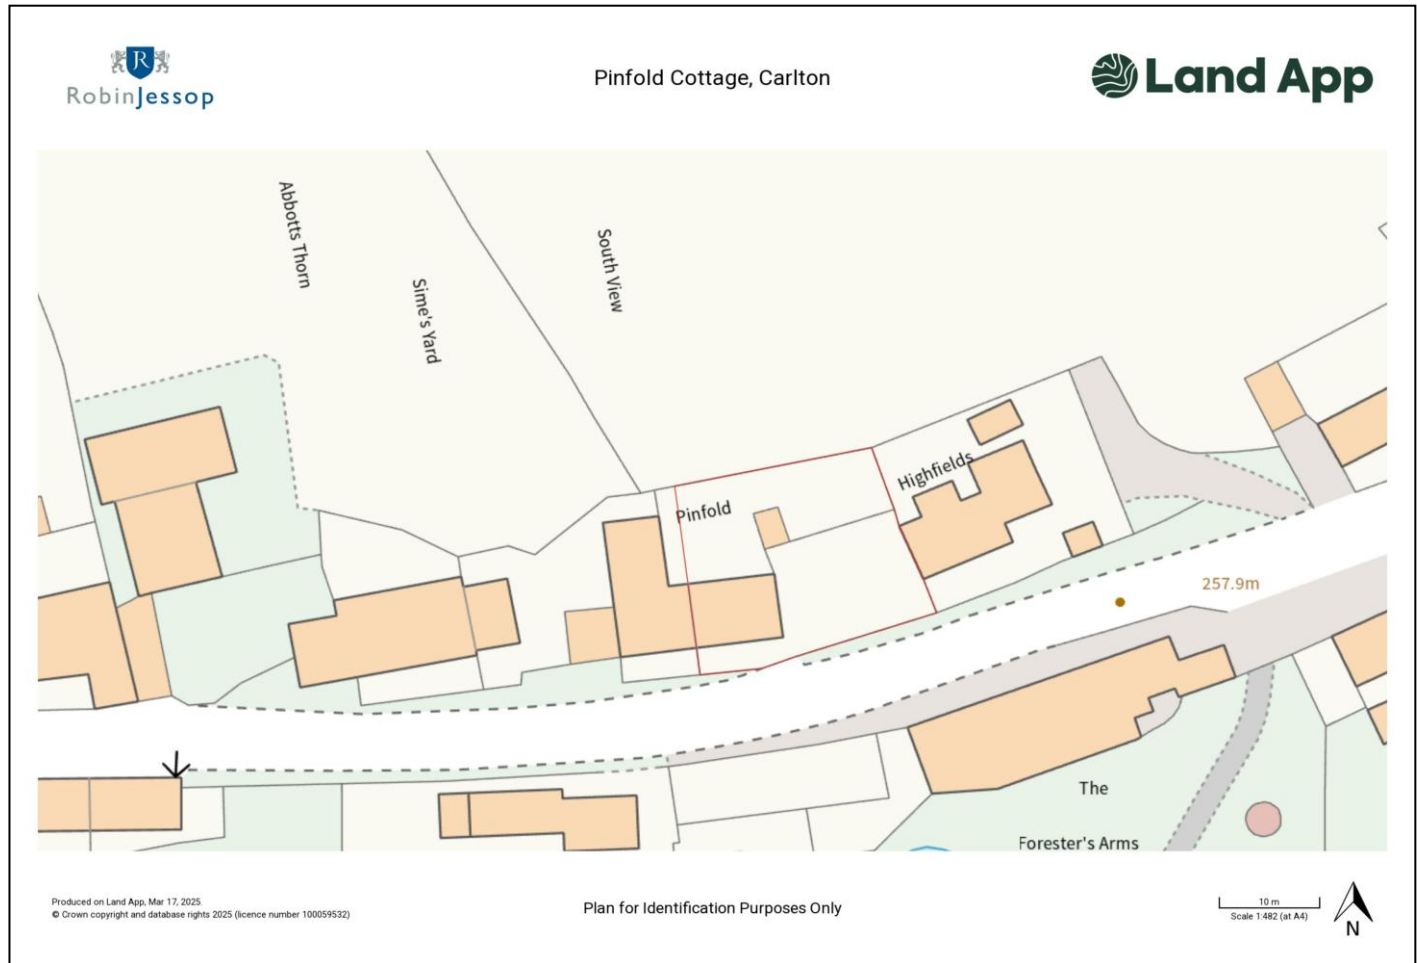 R
RobinJessop
Pinfold Cottage, Carlton
Land App
Abbotts Thorn
Sime's Yard
South View
Pinfold
Highfields
257.9m
The
Forester's Arms
Produced on Land App, Mar 17, 2025.
© Crown copyright and database rights 2025 (licence number 100059532)
Plan for Identification Purposes Only
10 m
Scale 1:482 (at A4)
N